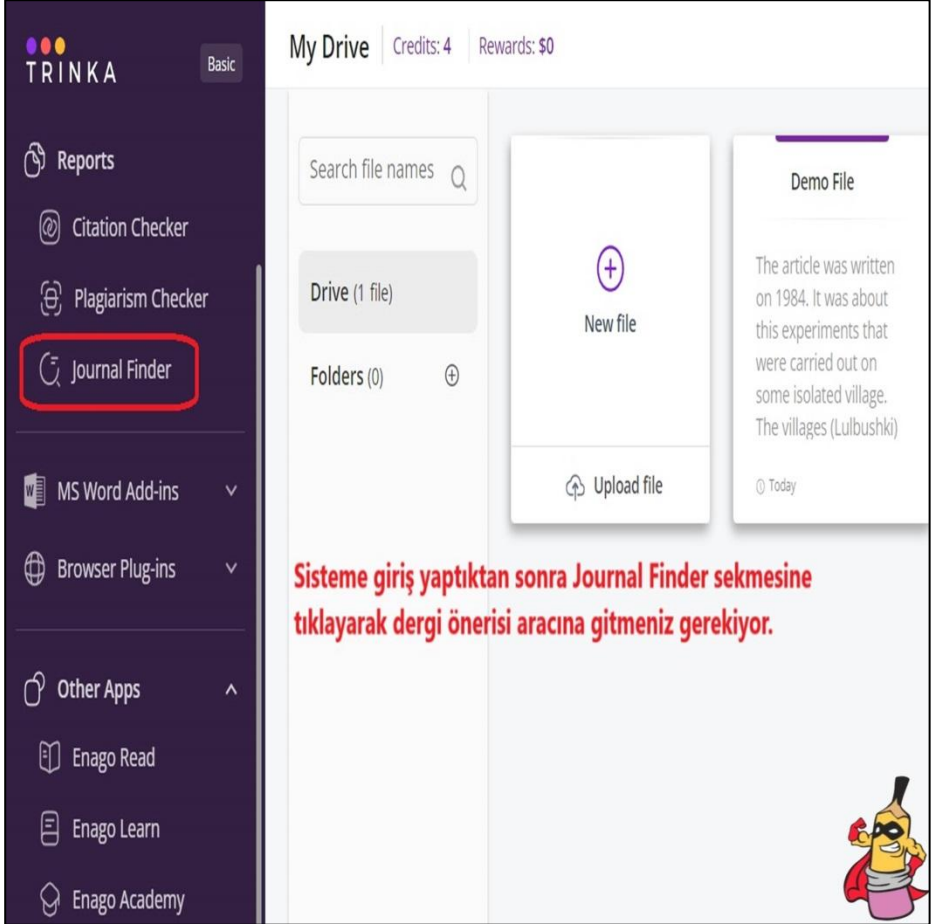 TRINKA
Basic
Reports
Citation Checker
Plagiarism Checker
Journal Finder
MS Word Add-ins
Browser Plug-ins
Other Apps
Enago Read
Enago Learn
Enago Academy
My Drive
Credits: 4
Rewards: $0
Search file names
Drive (1 file)
Folders (0)
New file
Upload file
Demo File
The article was written
on 1984. It was about
this experiments that
were carried out on
some isolated village.
The villages (Lulbushki)
Today
Sisteme giriş yaptıktan sonra Journal Finder sekmesine
tıklayarak dergi önerisi aracına gitmeniz gerekiyor.